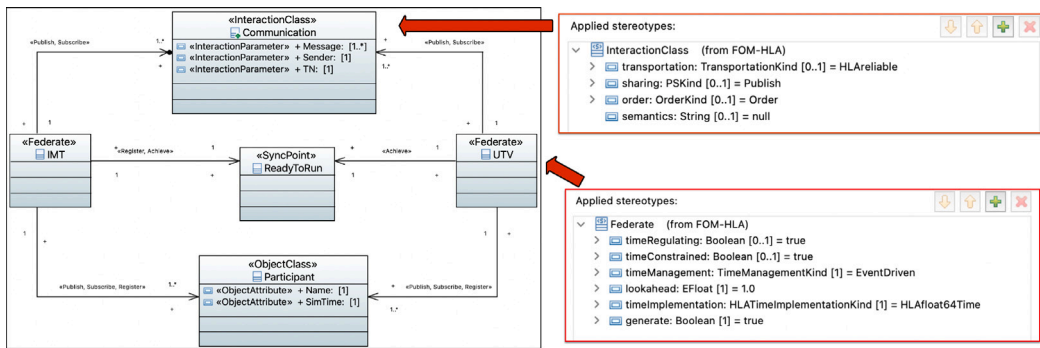 «InteractionClass»
Communication
«InteractionParameter» + Message: [1..*]
«InteractionParameter» + Sender: [1]
«InteractionParameter» + TN: [1]
«Publish, Subscribe»
1..*
+
«Publish, Subscribe»
+
1..*
+
1
+
1
«Federate»
IMT
*
«Register, Achieve»
1
1
+
«SyncPoint»
ReadyToRun
*
«Achieve»
1
+
1
«Federate»
UTV
1
+
1
+
«ObjectClass»
Participant
«ObjectAttribute» + Name: [1]
«ObjectAttribute» + SimTime: [1]
«Publish, Subscribe, Register»
1..*
+
«Publish, Subscribe, Register»
+
1..*
Applied stereotypes:
InteractionClass (from FOM-HLA)
transportation: TransportationKind [0..1] = HLAreliable
sharing: PSKind [0..1] = Publish
order: OrderKind [0..1] = Order
semantics: String [0..1] = null
Applied stereotypes:
Federate (from FOM-HLA)
timeRegulating: Boolean [0..1] = true
timeConstrained: Boolean [0..1] = true
timeManagement: TimeManagementKind [1] = EventDriven
lookahead: EFloat [1] = 1.0
timeImplementation: HLATimeImplementationKind [1] = HLAfloat64Time
generate: Boolean [1] = true